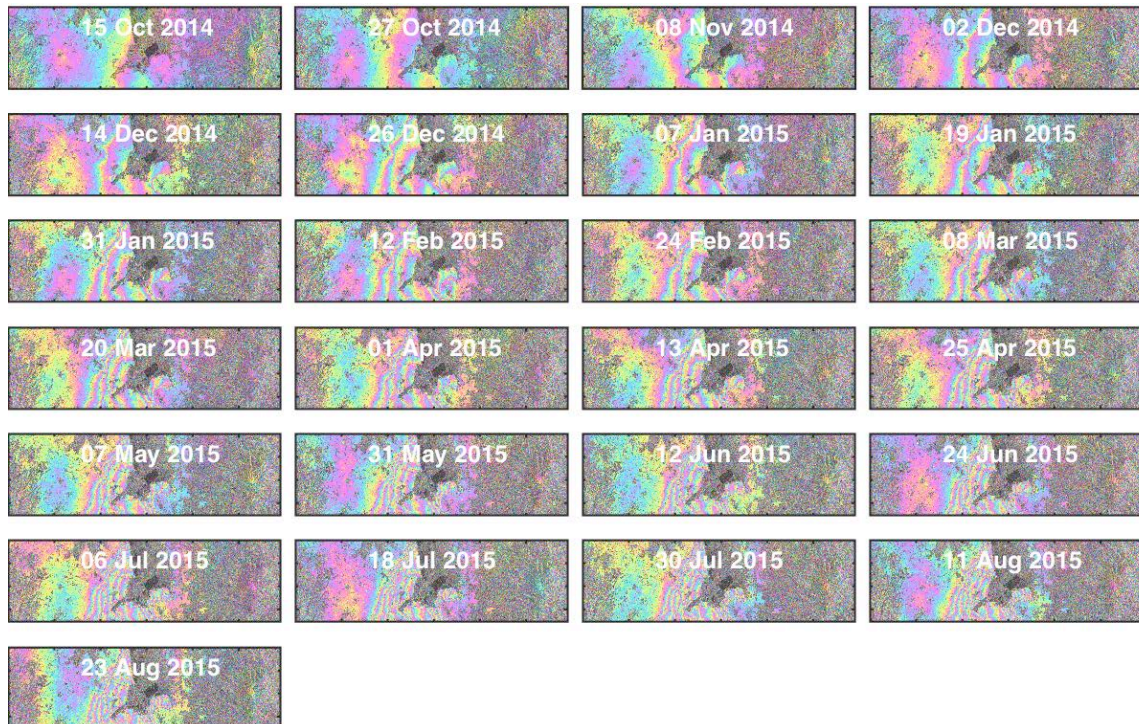 15 Oct 2014
27 Oct 2014
08 Nov 2014
02 Dec 2014
14 Dec 2014
26 Dec 2014
07 Jan 2015
19 Jan 2015
31 Jan 2015
12 Feb 2015
24 Feb 2015
08 Mar 2015
20 Mar 2015
01 Apr 2015
13 Apr 2015
25 Apr 2015
07 May 2015
31 May 2015
12 Jun 2015
24 Jun 2015
06 Jul 2015
18 Jul 2015
30 Jul 2015
11 Aug 2015
23 Aug 2015